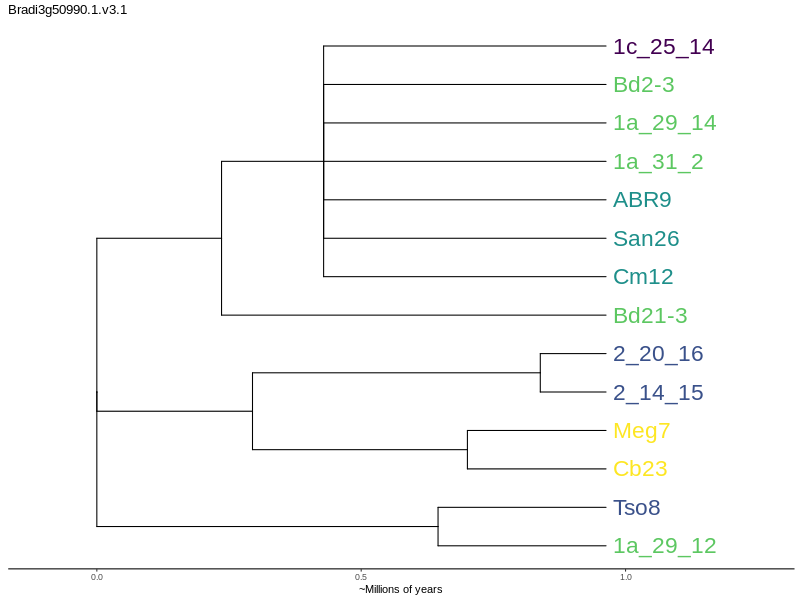 Bradi3g50990.1.v3.1
1c_25_14
Bd2-3
1a_29_14
1a_31_2
ABR9
San26
Cm12
Bd21-3
2_20_16
2_14_15
Meg7
Cb23
Tso8
1a_29_12
0.0 0.5 1.0
~Millions of years